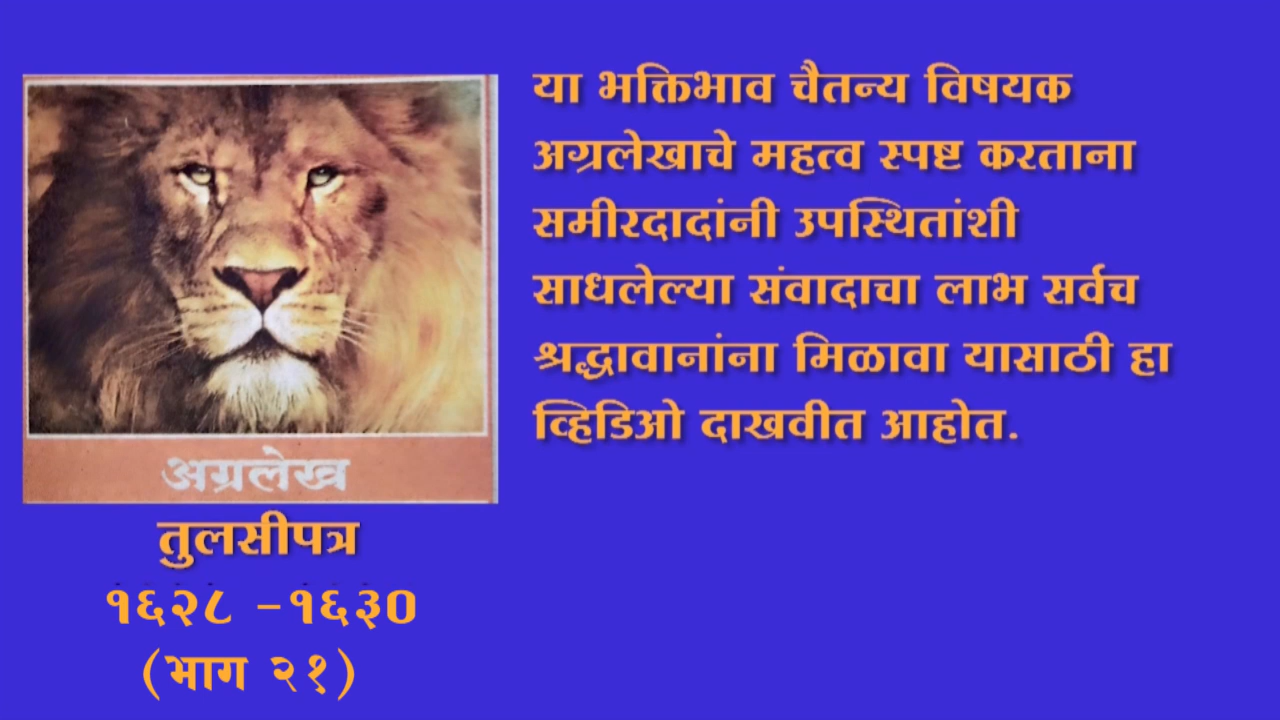 या भक्तिभाव चैतन्य विषयक
अग्रलेखाचे महत्व स्पष्ट करताना
समीरदादांनी उपस्थितांशी
साधलेल्या संवादाचा लाभ सर्वच
श्रद्धावानांना मिळावा यासाठी हा
व्हिडिओ दाखवीत आहोत.
अग्रलेख
तुलसीपत्र
१६२८ -१६३०
(भाग २१)